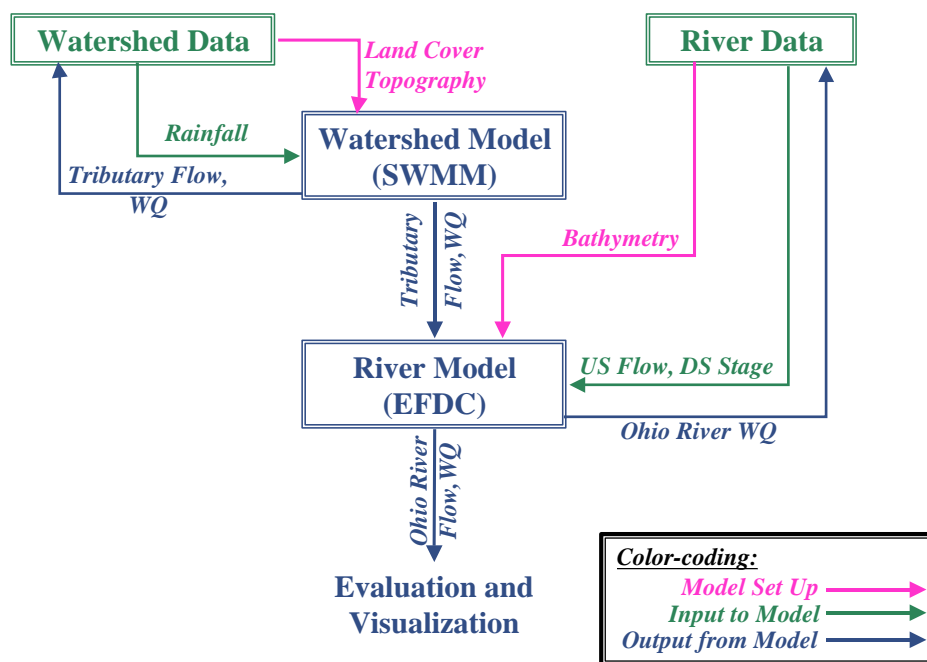 Watershed Data
River Data
Land Cover
Topography
Rainfall
Watershed Model
(SWMM)
Tributary Flow,
WQ
Tributary
Flow,WQ
Bathymetry
River Model
(EFDC)
US Flow, DS Stage
Ohio River WQ
Ohio River
Flow,WQ
Evaluation and
Visualization
Color-coding:
Model Set Up
Input to Model
Output from Model